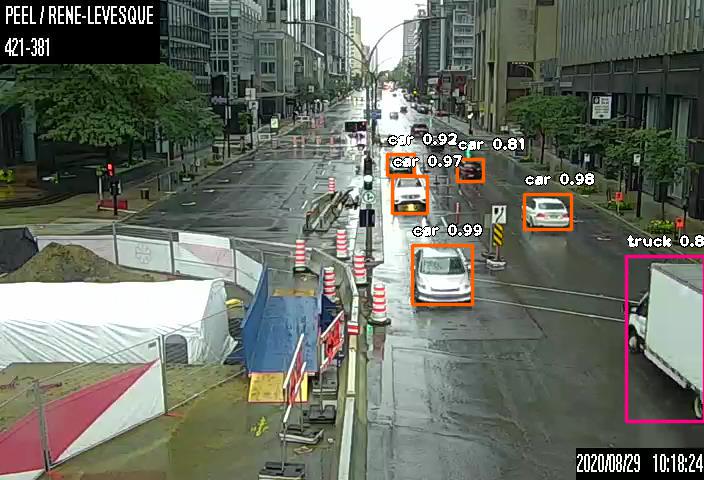 PEEL / RENE-LEVESQUE
421-381
car 0.92
car 0.81
car 0.97
car 0.98
car 0.99
truck 0.8
2020/08/29 10:18:24